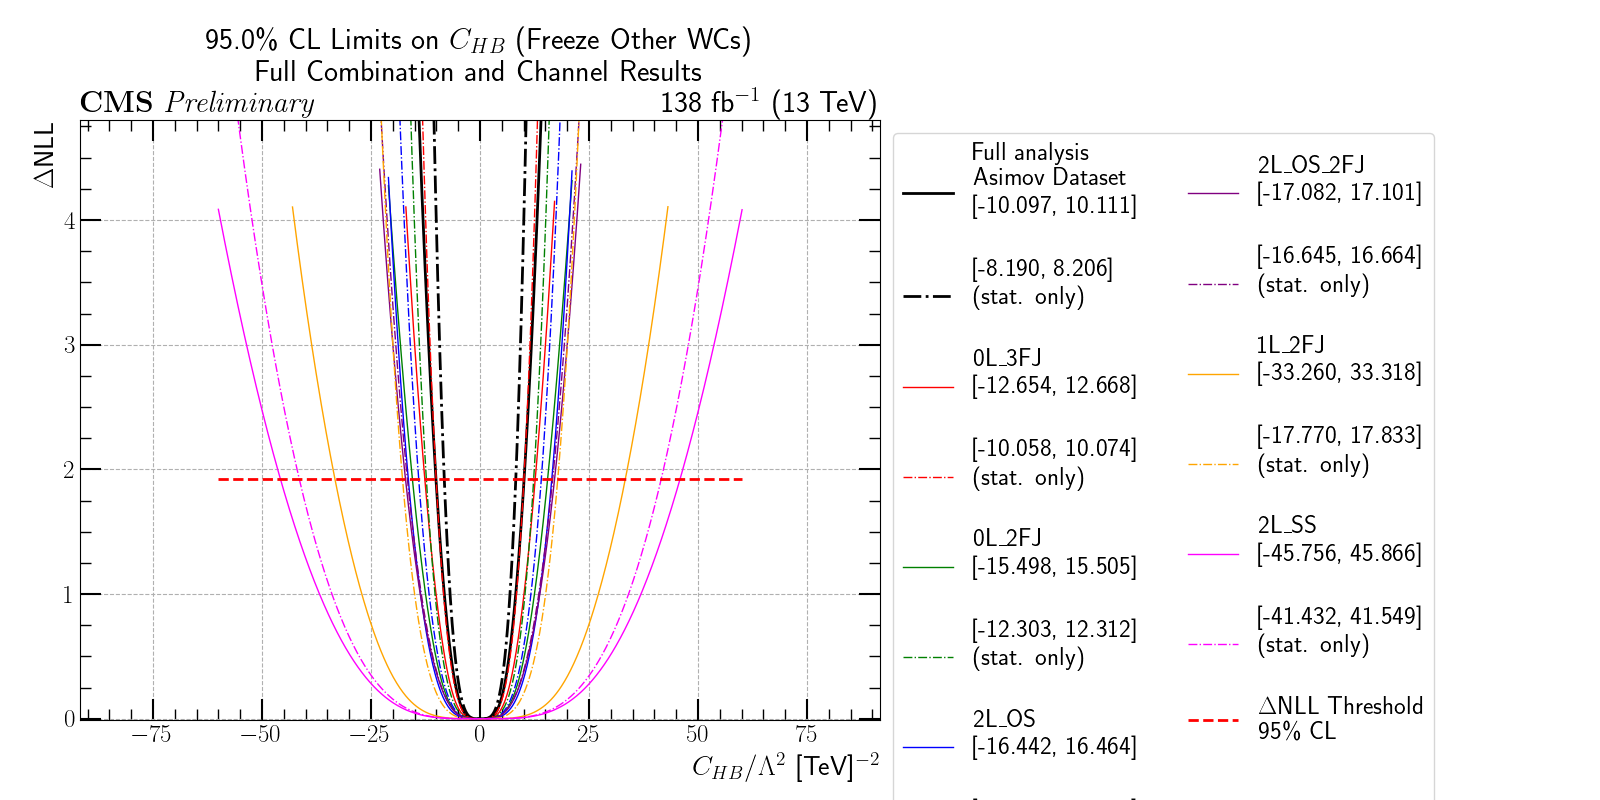 95.0% CL Limits on C_{HB} (Freeze Other WCs)
Full Combination and Channel Results
CMS Preliminary
138 fb^{-1} (13 TeV)
ΔNLL
4
3
2
1
0
−75
−50
−25
0
25
50
75
C_{HB}/Λ^2 [TeV]^{-2}
Full analysis
Asimov Dataset
[-10.097, 10.111]
[-8.190, 8.206]
(stat. only)
0L_3FJ
[-12.654, 12.668]
[-10.058, 10.074]
(stat. only)
0L_2FJ
[-15.498, 15.505]
[-12.303, 12.312]
(stat. only)
2L_OS
[-16.442, 16.464]
2L_OS_2FJ
[-17.082, 17.101]
[-16.645, 16.664]
(stat. only)
1L_2FJ
[-33.260, 33.318]
[-17.770, 17.833]
(stat. only)
2L_SS
[-45.756, 45.866]
[-41.432, 41.549]
(stat. only)
ΔNLL Threshold
95% CL